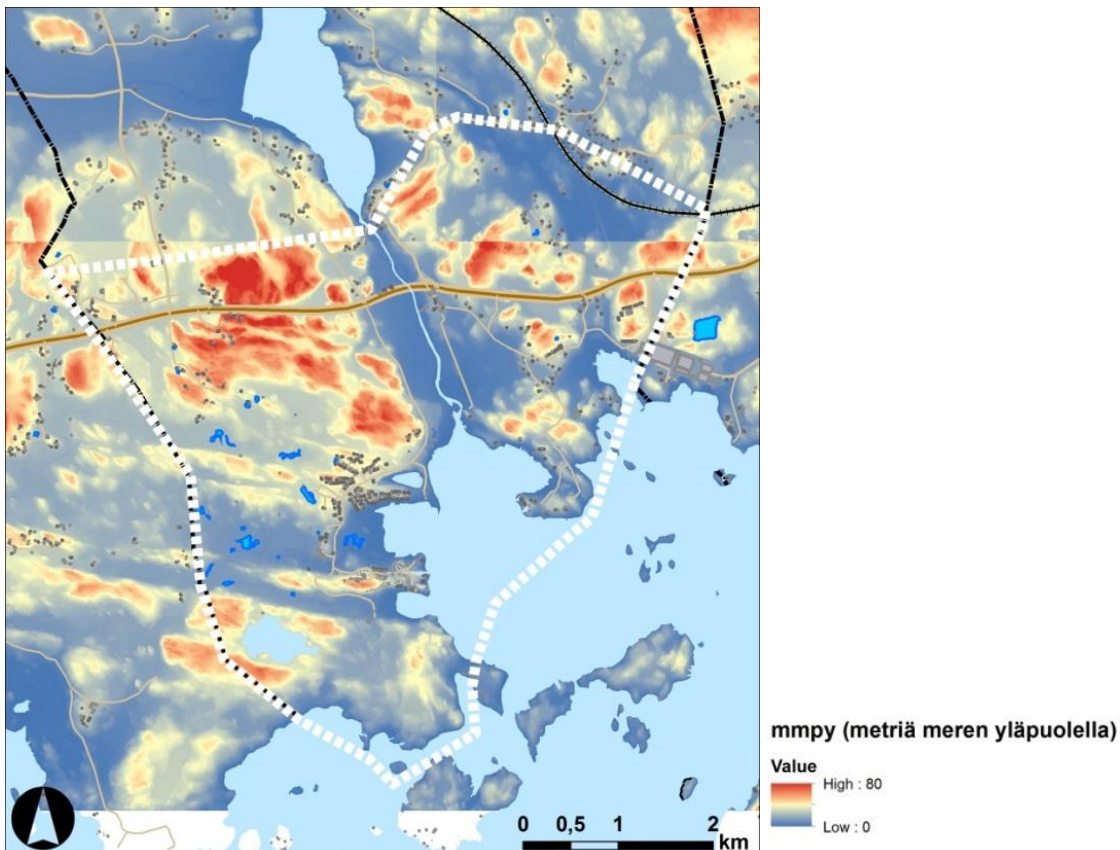 mmpy (metriä meren yläpuolella)
Value
High : 80
Low : 0
0 0,5 1 2
km